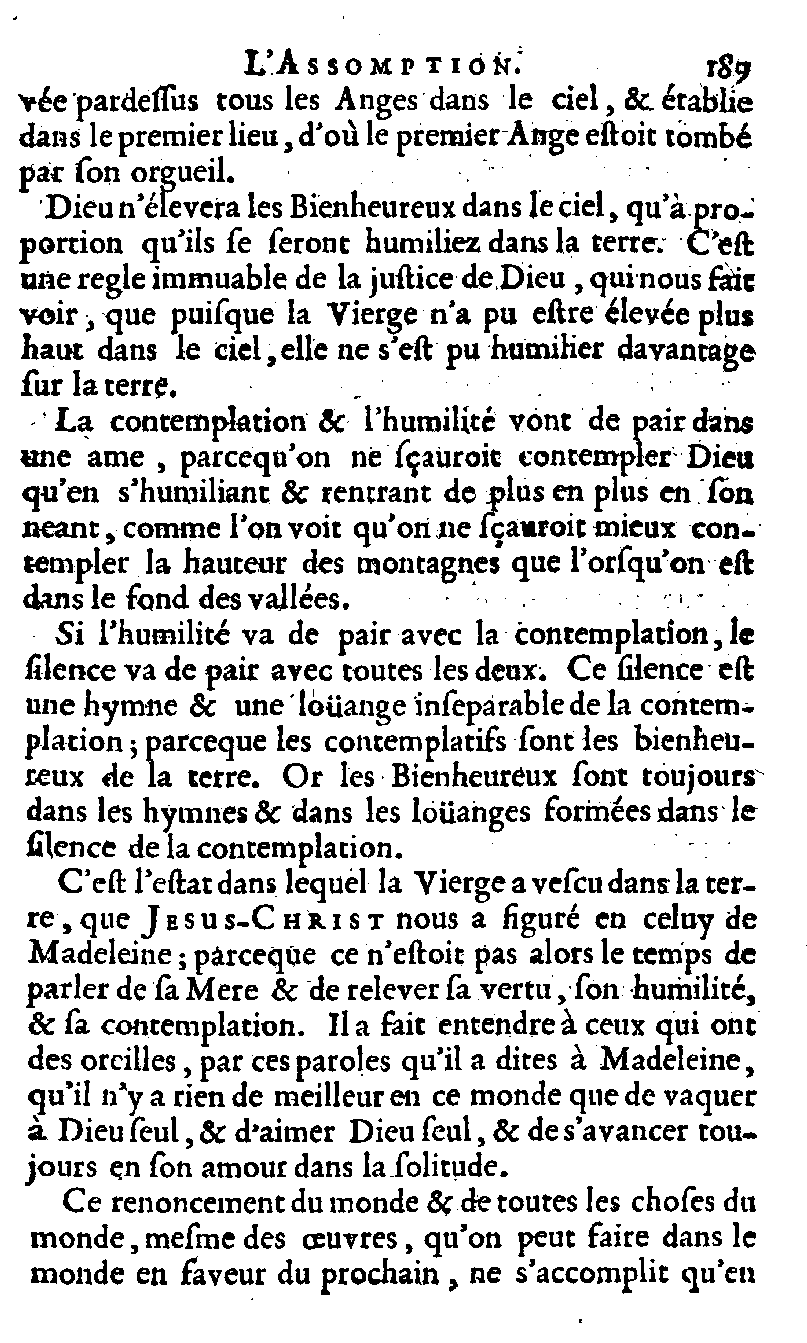 L'ASSOMPTION. 189
vée pardessus tous les Anges dans le ciel, & établie
dans le premier lieu, d'où le premier Ange eſtoit tombé
par ſon orgueil.
Dieu n'élevera les Bienheureux dans le ciel, qu'à pro-
portion qu'ils ſe ſeront humiliez dans la terre. C'eſt
une regle immuable de la juſtice de Dieu, qui nous fait
voir, que puiſque la Vierge n'a pu eſtre élevée plus
haut dans le ciel, elle ne s'eſt pu humilier davantage
ſur la terre.
La contemplation & l'humilité vont de pair dans
une ame, parcequ'on ne ſçauroit contempler Dieu
qu'en s'humiliant & rentrant de plus en plus en ſon
neant, comme l'on voit qu'on ne ſçauroit mieux con-
templer la hauteur des montagnes que l'orſqu'on eſt
dans le fond des vallées.
Si l'humilité va de pair avec la contemplation, le
ſilence va de pair avec toutes les deux. Ce ſilence eſt
une hymne & une loüange inſeparable de la contem-
plation; parceque les contemplatifs ſont les bienheu-
reux de la terre. Or les Bienheureux ſont toujours
dans les hymnes & dans les loüanges formées dans le
ſilence de la contemplation.
C'eſt l'eſtat dans lequel la Vierge a veſcu dans la ter-
re, que JESUS-CHRIST nous a figuré en celuy de
Madeleine; parceque ce n'eſtoit pas alors le temps de
parler de ſa Mere & de relever ſa vertu, ſon humilité,
& ſa contemplation. Il a fait entendre à ceux qui ont
des oreilles, par ces paroles qu'il a dites à Madeleine,
qu'il n'y a rien de meilleur en ce monde que de vaquer
à Dieu ſeul, & d'aimer Dieu ſeul, & de s'avancer tou-
jours en ſon amour dans la ſolitude.
Ce renoncement du monde & de toutes les choſes du
monde, meſme des œuvres, qu'on peut faire dans le
monde en faveur du prochain, ne s'accomplit qu'en